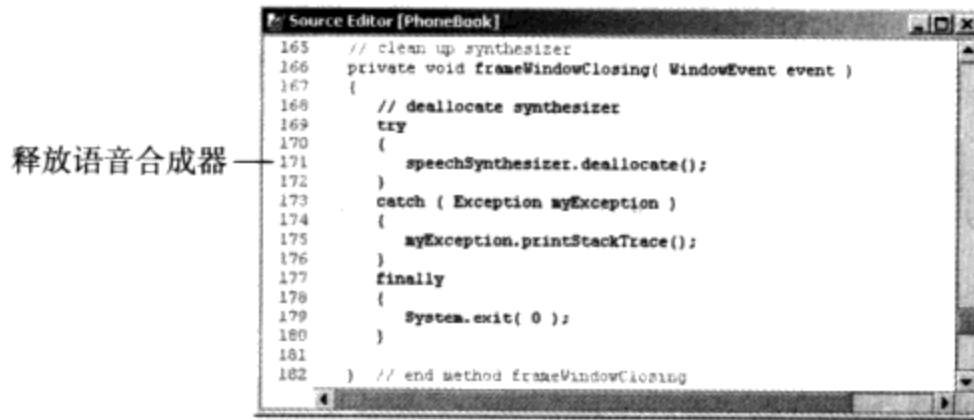 Source Editor [PhoneBook]
165 // clean up synthesizer
166 private void frameWindowClosing( WindowEvent event )
167 {
168 // deallocate synthesizer
169 try
170 {
释放语音合成器 171 speechSynthesizer.deallocate();
172 }
173 catch ( Exception myException )
174 {
175 myException.printStackTrace();
176 }
177 finally
178 {
179 System.exit( 0 );
180 }
181
182 } // end method frameWindowClosing